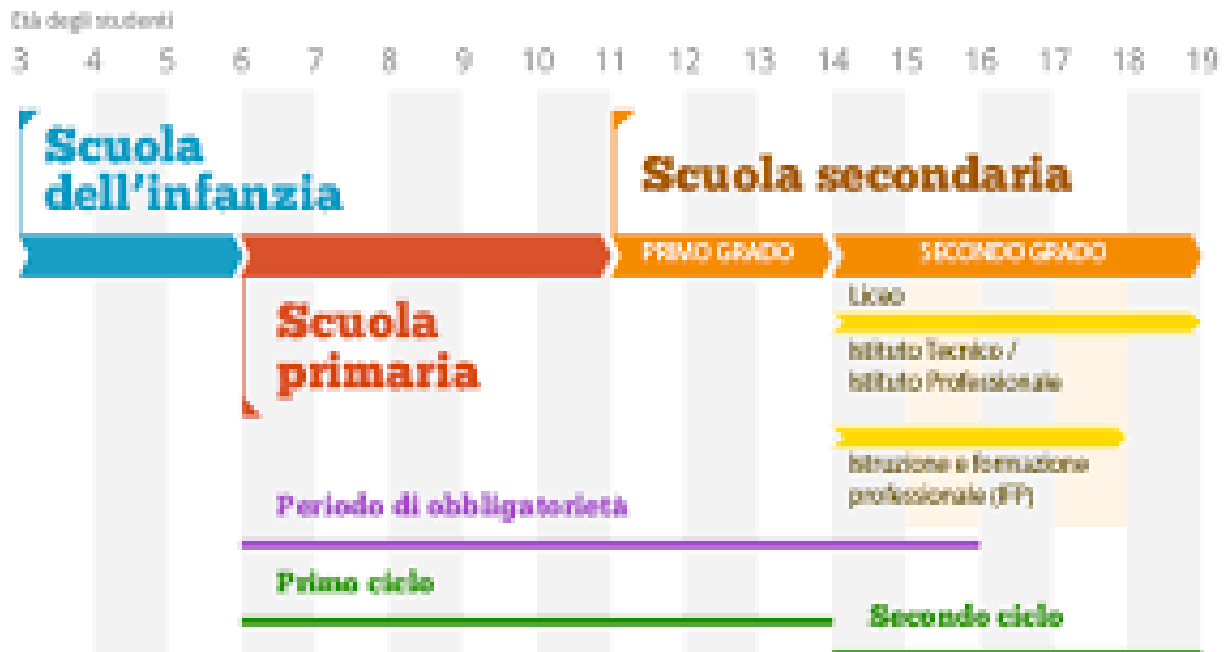 Età degli studenti
3 4 5 6 7 8 9 10 11 12 13 14 15 16 17 18 19
Scuola
dell'infanzia
Scuola secondaria
PRIMO GRADO
SECONDO GRADO
Liceo
Scuola
primaria
Istituto Tecnico /
Istituto Professionale
Istruzione e formazione
professionale (IFP)
Periodo di obbligatorietà
Primo ciclo
Secondo ciclo